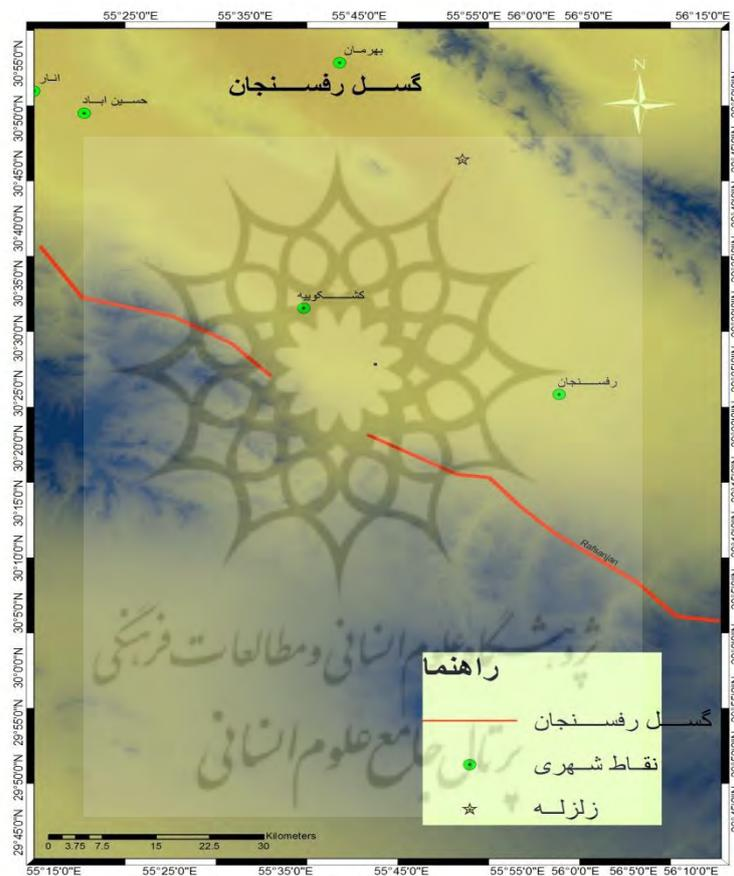 55°25'0"E 55°35'0"E 55°45'0"E 55°55'0"E 56°0'0"E 56°5'0"E 56°15'0"E
بهرمان
گسل رفسنجان
انار
حسین اباد
N
کشکوییه
رفسنجان
Rafsanjan
30°55'0"N
30°50'0"N
30°45'0"N
30°40'0"N
30°35'0"N
30°30'0"N
30°25'0"N
30°20'0"N
30°15'0"N
30°10'0"N
30°5'0"N
30°0'0"N
29°55'0"N
29°50'0"N
29°45'0"N
پژوهشگاه علوم انسانی و مطالعات فرهنگی
پرتال جامع علوم انسانی
راهنما
گسل رفسنجان
نقاط شهری
زلزله
Kilometers
0 3.75 7.5 15 22.5 30
55°15'0"E 55°25'0"E 55°35'0"E 55°45'0"E 55°55'0"E 56°0'0"E 56°5'0"E 56°10'0"E